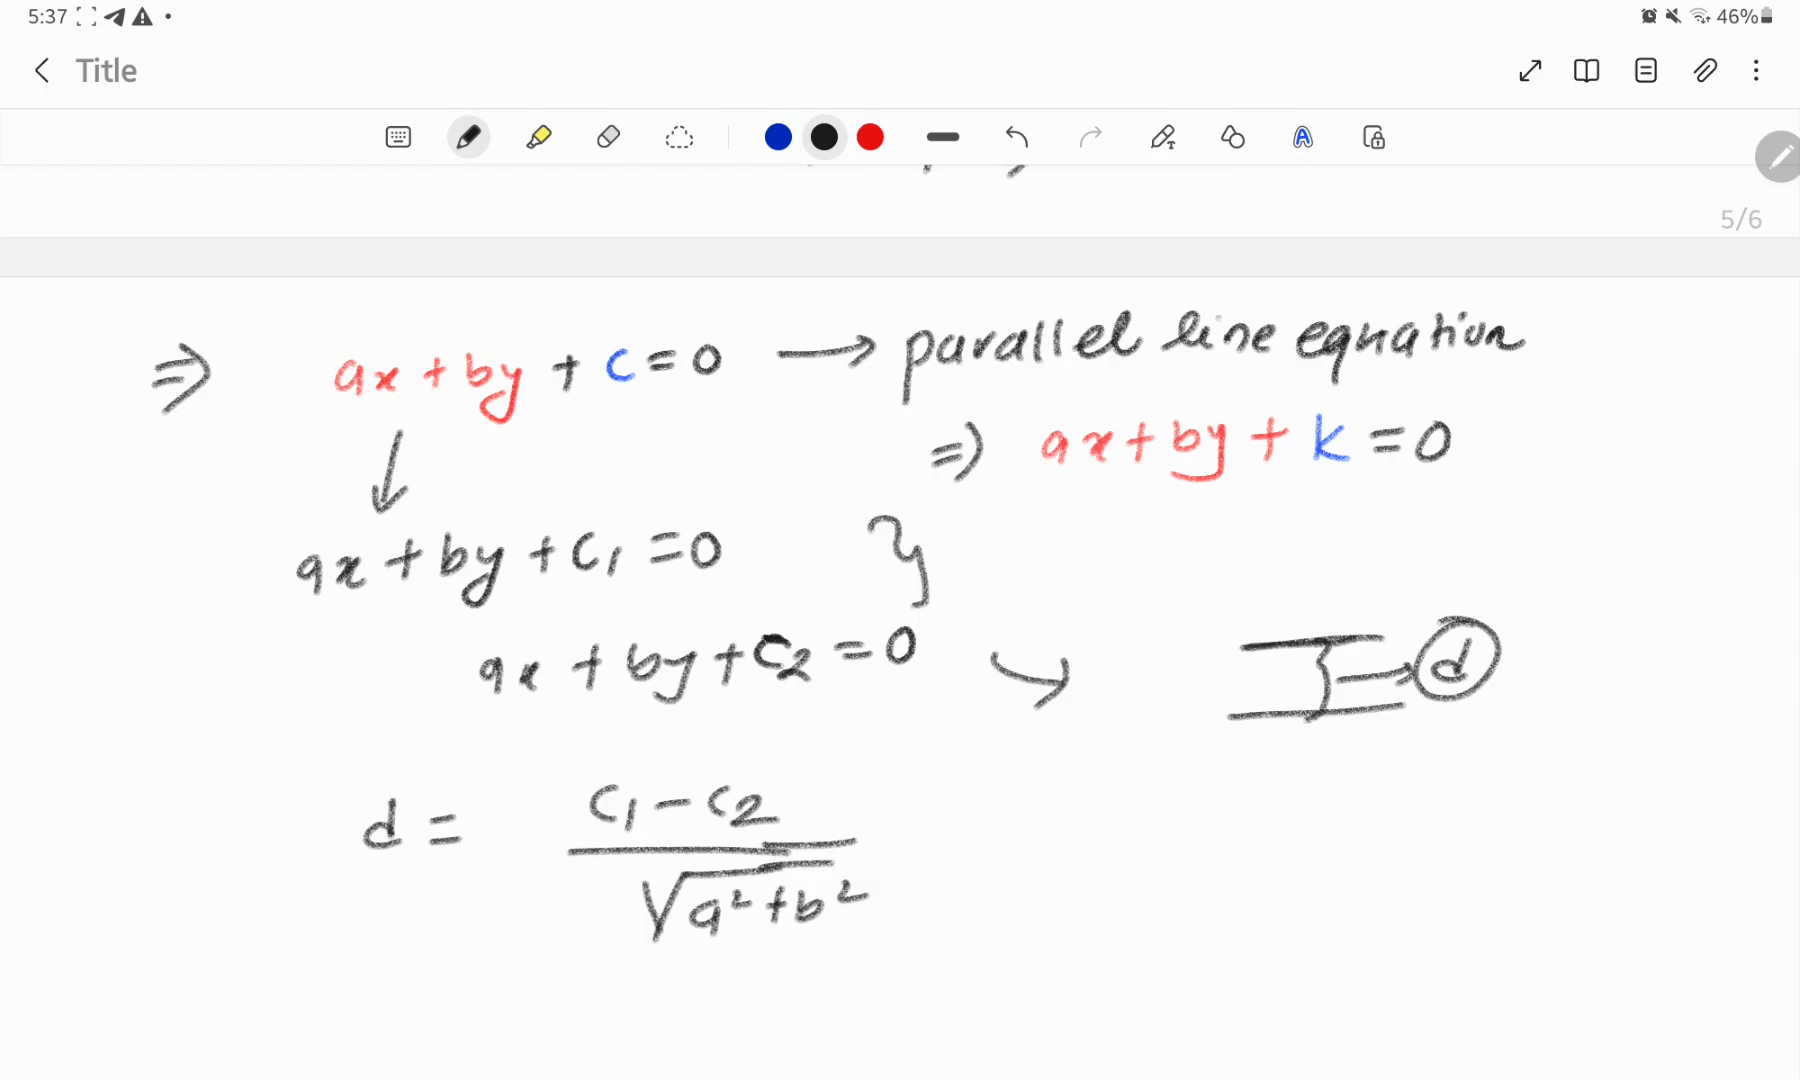 5:37
46%
Title
5/6
⇒ ax + by + c = 0 → parallel line equation
⇒ ax + by + k = 0
ax + by + c₁ = 0 }
ax + by + c₂ = 0
d
d = c₁ - c₂ / √a² + b²